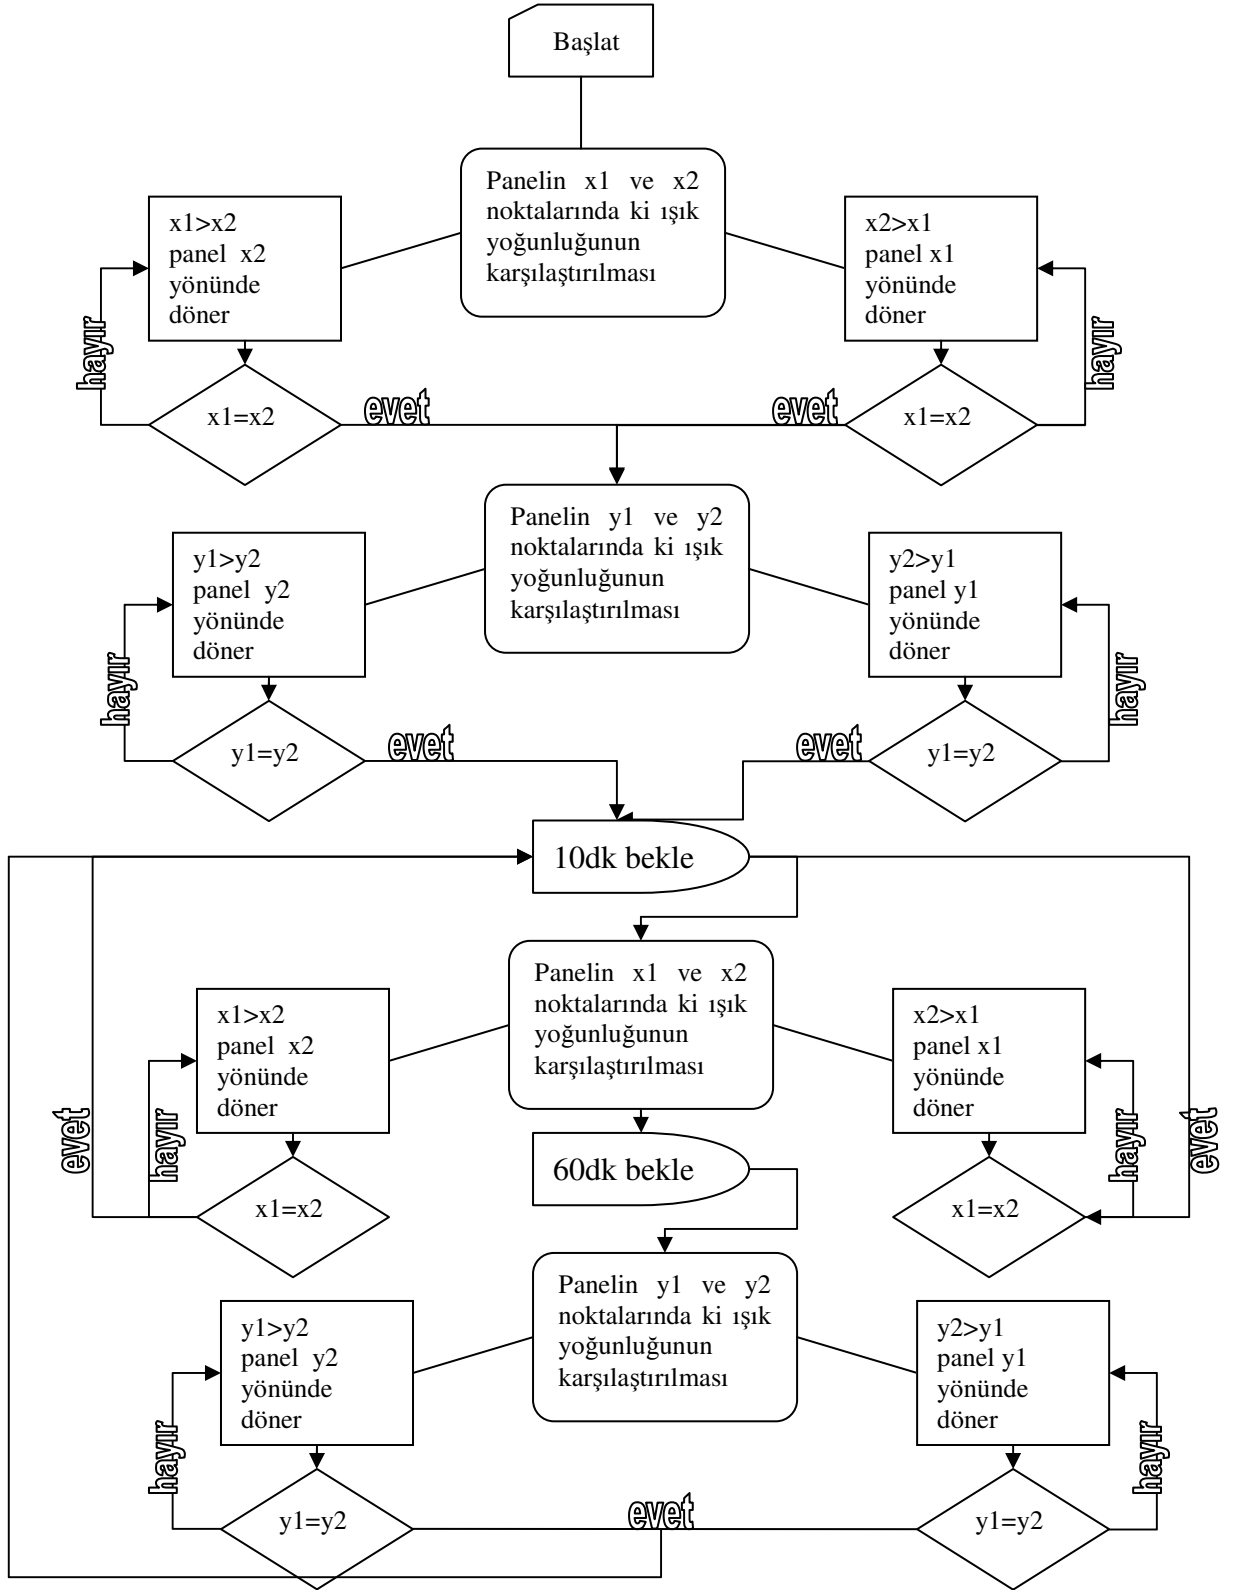 Başlat
Panelin x1 ve x2
noktalarında ki ışık
yoğunluğunun
karşılaştırılması
x1>x2
panel x2
yönünde
döner
x2>x1
panel x1
yönünde
döner
hayır
hayır
x1=x2
evet
evet
x1=x2
Panelin y1 ve y2
noktalarında ki ışık
yoğunluğunun
karşılaştırılması
y1>y2
panel y2
yönünde
döner
y2>y1
panel y1
yönünde
döner
hayır
hayır
y1=y2
evet
evet
y1=y2
10dk bekle
Panelin x1 ve x2
noktalarında ki ışık
yoğunluğunun
karşılaştırılması
x1>x2
panel x2
yönünde
döner
x2>x1
panel x1
yönünde
döner
evet
hayır
60dk bekle
hayır
evet
x1=x2
x1=x2
Panelin y1 ve y2
noktalarında ki ışık
yoğunluğunun
karşılaştırılması
y1>y2
panel y2
yönünde
döner
y2>y1
panel y1
yönünde
döner
hayır
hayır
y1=y2
evet
y1=y2